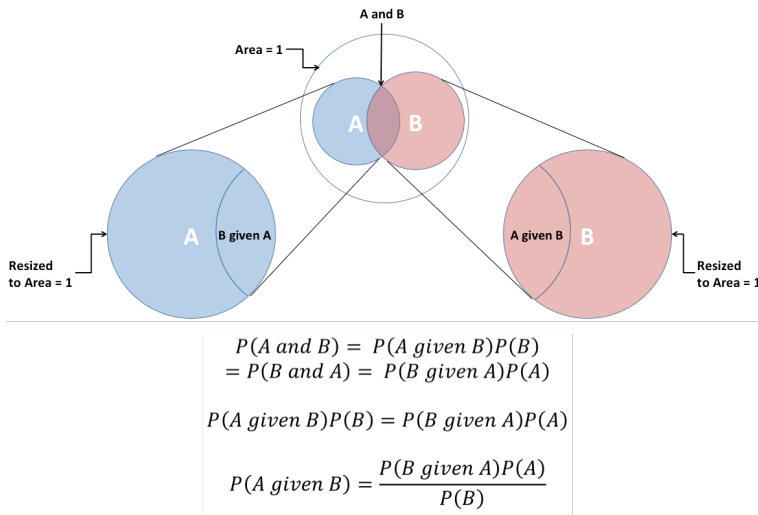 A and B
Area = 1
A
B
A
B given A
A given B
B
Resized
to Area = 1
Resized
to Area = 1
P(A and B) = P(A given B)P(B)
= P(B and A) = P(B given A)P(A)
P(A given B)P(B) = P(B given A)P(A)
P(A given B) = P(B given A)P(A) / P(B)